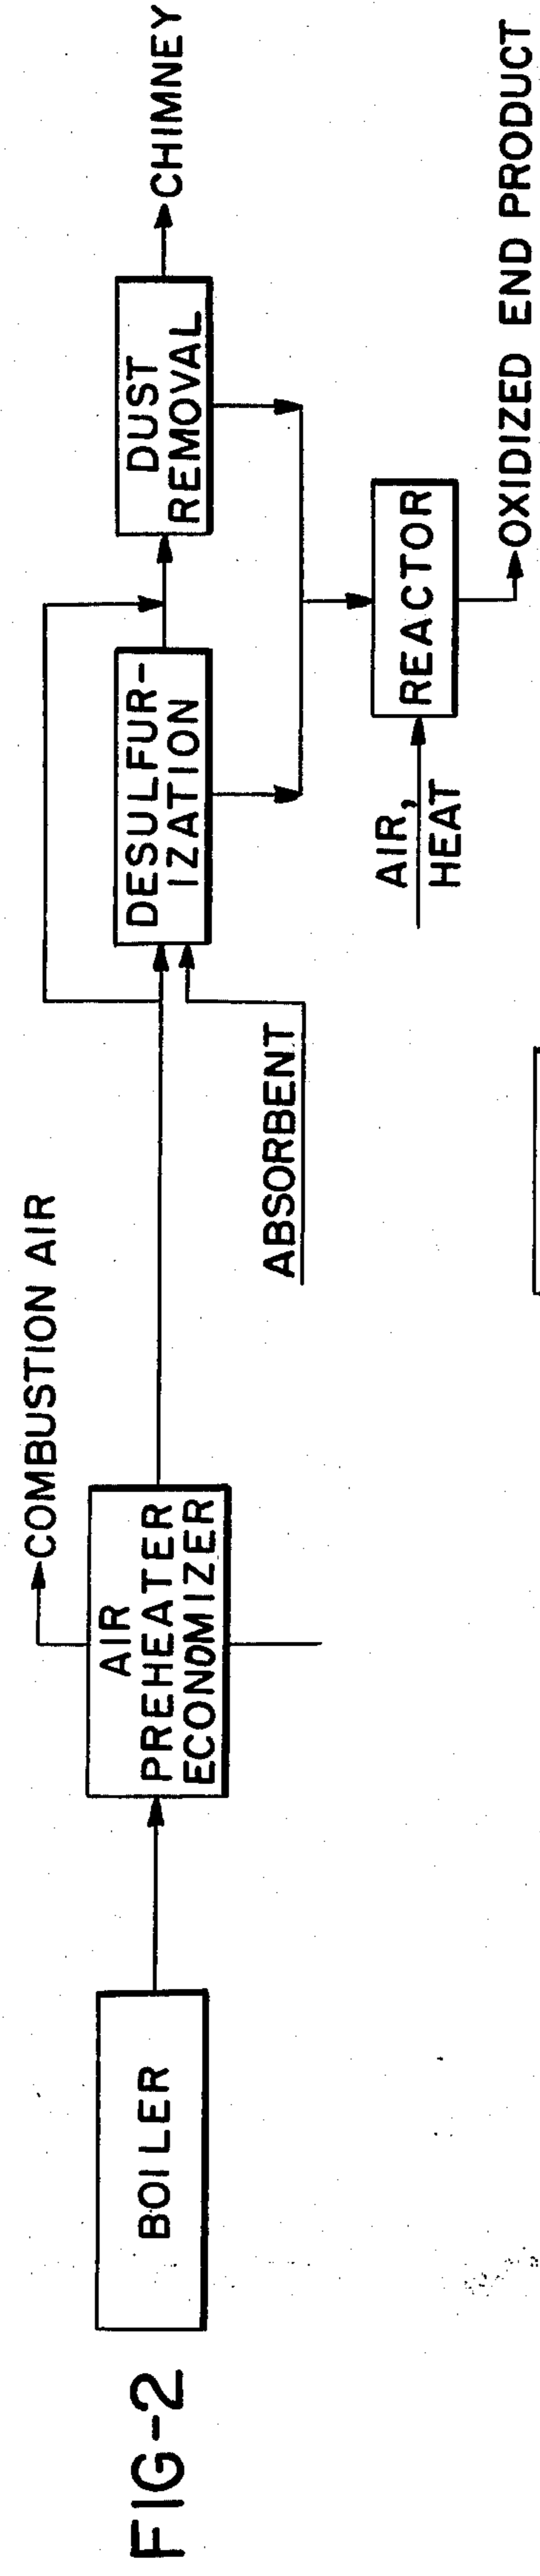 FIG-2
BOILER
AIR
PREHEATER
ECONOMIZER
COMBUSTION AIR
ABSORBENT
DESULFUR-
IZATION
DUST
REMOVAL
CHIMNEY
AIR,
HEAT
REACTOR
OXIDIZED END PRODUCT